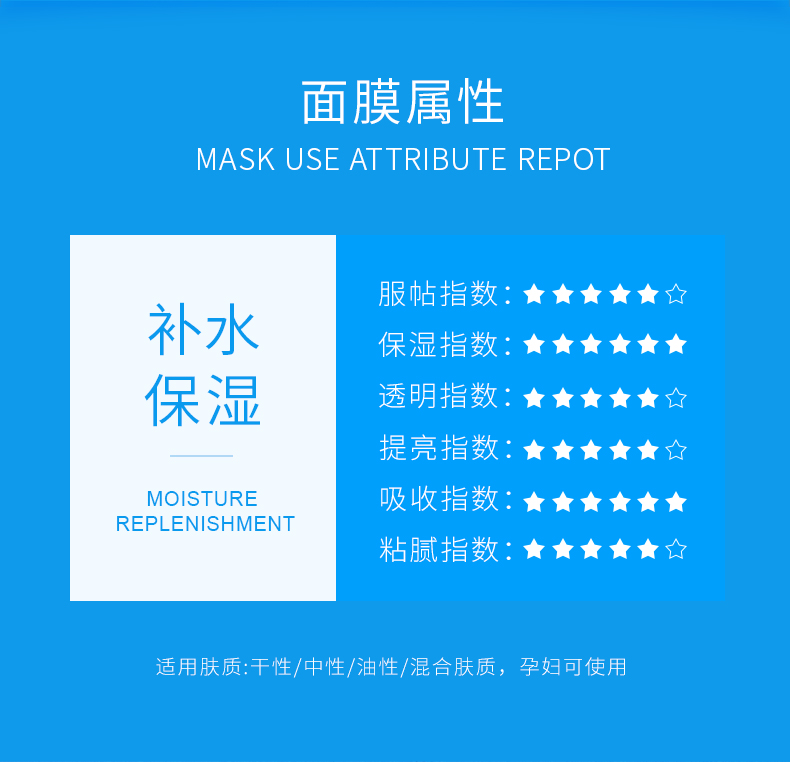 面膜属性
MASK USE ATTRIBUTE REPOT
补水
保湿
MOISTURE
REPLENISHMENT
服帖指数：★★★★★☆
保湿指数：★★★★★★
透明指数：★★★★★☆
提亮指数：★★★★★☆
吸收指数：★★★★★★
粘腻指数：★★★★★☆
适用肤质:干性/中性/油性/混合肤质，孕妇可使用